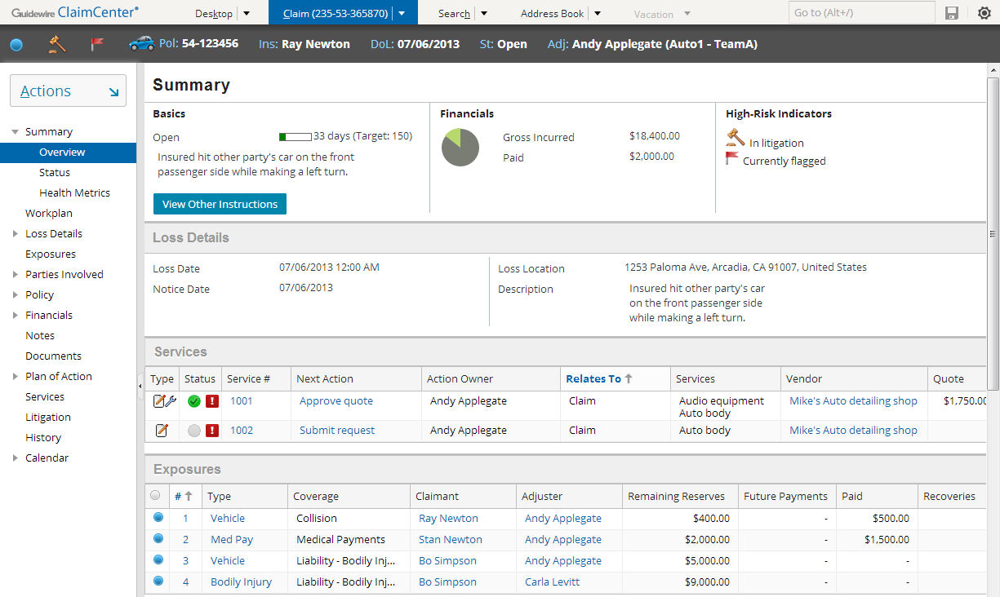 Guidewire ClaimCenter® Desktop Claim (235-53-365870) Search Address Book Vacation Go to (Alt+/)
Pol: 54-123456 Ins: Ray Newton DoL: 07/06/2013 St: Open Adj: Andy Applegate (Auto1 - TeamA)
Actions
Summary
Overview
Status
Health Metrics
Workplan
Loss Details
Exposures
Parties Involved
Policy
Financials
Notes
Documents
Plan of Action
Services
Litigation
History
Calendar
Summary
Basics
Open 33 days (Target: 150)
Insured hit other party's car on the front
passenger side while making a left turn.
View Other Instructions
Financials
Gross Incurred $18,400.00
Paid $2,000.00
High-Risk Indicators
In litigation
Currently flagged
Loss Details
Loss Date 07/06/2013 12:00 AM
Notice Date 07/06/2013
Loss Location 1253 Paloma Ave, Arcadia, CA 91007, United States
Description Insured hit other party's car
on the front passenger side
while making a left turn.
Services
Type Status Service # Next Action Action Owner Relates To Services Vendor Quote
1001 Approve quote Andy Applegate Claim Audio equipment Mike's Auto detailing shop $1,750.00
Auto body
1002 Submit request Andy Applegate Claim Auto body Mike's Auto detailing shop
Exposures
# Type Coverage Claimant Adjuster Remaining Reserves Future Payments Paid Recoveries
1 Vehicle Collision Ray Newton Andy Applegate $400.00 - $500.00
2 Med Pay Medical Payments Stan Newton Andy Applegate $2,000.00 - $1,500.00
3 Vehicle Liability - Bodily Inj... Bo Simpson Andy Applegate $5,000.00 - -
4 Bodily Injury Liability - Bodily Inj... Bo Simpson Carla Levitt $9,000.00 - -